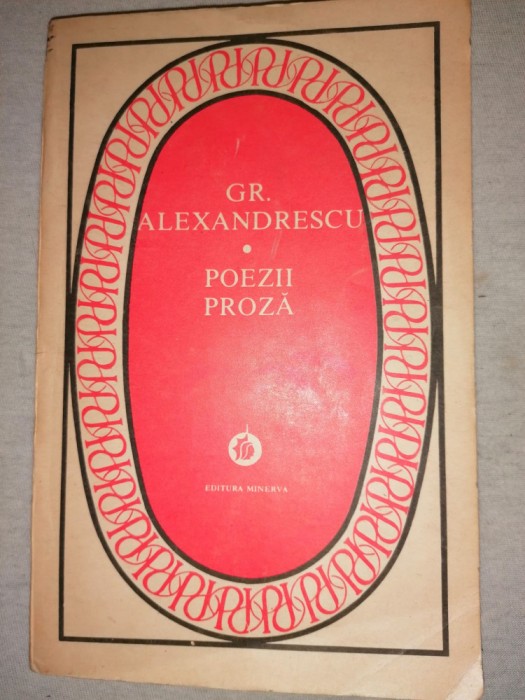 GR.
ALEXANDRESCU
•
POEZII
PROZĂ
EDITURA MINERVA